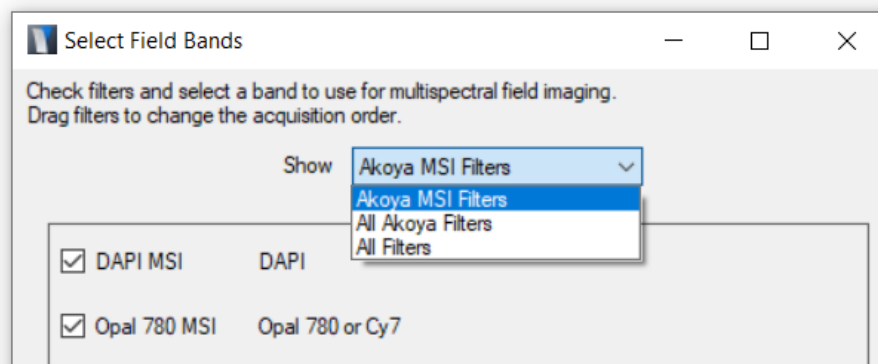 Select Field Bands
Check filters and select a band to use for multispectral field imaging.
Drag filters to change the acquisition order.
Show Akoya MSI Filters
Akoya MSI Filters
All Akoya Filters
All Filters
DAPI MSI DAPI
Opal 780 MSI Opal 780 or Cy7